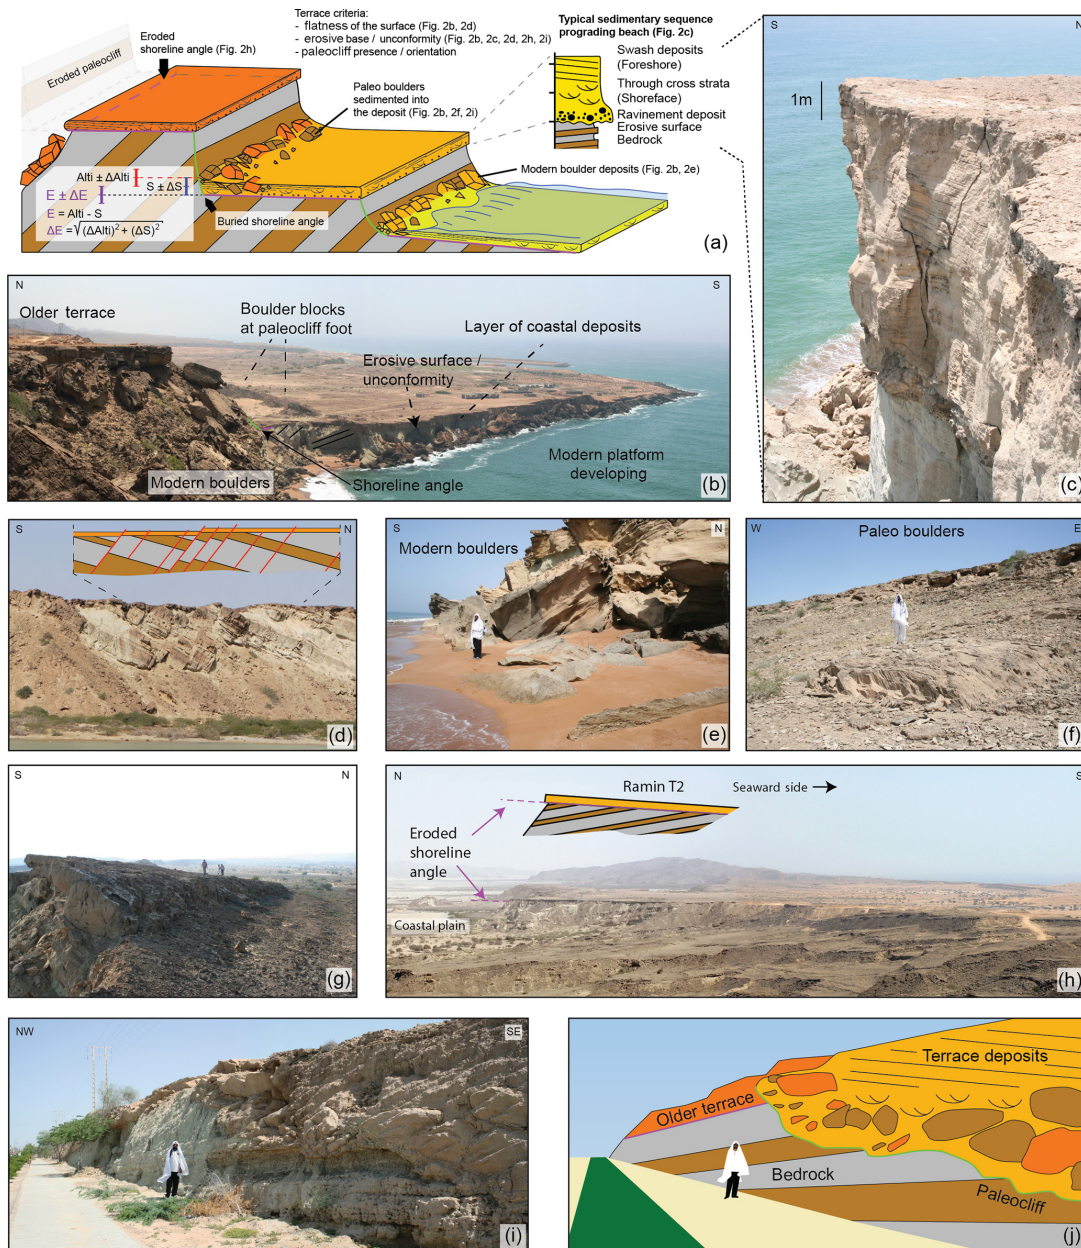 Eroded
shoreline angle (Fig. 2h)
Eroded paleocliff
Terrace criteria:
- flatness of the surface (Fig. 2b, 2d)
- erosive base / unconformity (Fig. 2b, 2c, 2d, 2h, 2i)
- paleocliff presence / orientation
Paleo boulders
sedimented into
the deposit (Fig. 2b, 2f, 2i)
Typical sedimentary sequence
prograding beach (Fig. 2c)
Swash deposits
(Foreshore)
Through cross strata
(Shoreface)
Ravinement deposit
Erosive surface
Bedrock
Modern boulder deposits (Fig. 2b, 2e)
Alti ± ΔAlti
S ± ΔS
E ± ΔE
E = Alti - S
ΔE = √(ΔAlti)² + (ΔS)²
Buried shoreline angle
(a)
N
S
Older terrace
Boulder blocks
at paleocliff foot
Layer of coastal deposits
Erosive surface /
unconformity
Modern platform
developing
Modern boulders
Shoreline angle
(b)
S
N
1m
(c)
S
N
(d)
S
N
Modern boulders
(e)
W
E
Paleo boulders
(f)
S
N
(g)
N
S
Ramin T2
Seaward side
Eroded
shoreline
angle
Coastal plain
(h)
NW
SE
(i)
Terrace deposits
Older terrace
Bedrock
Paleocliff
(j)